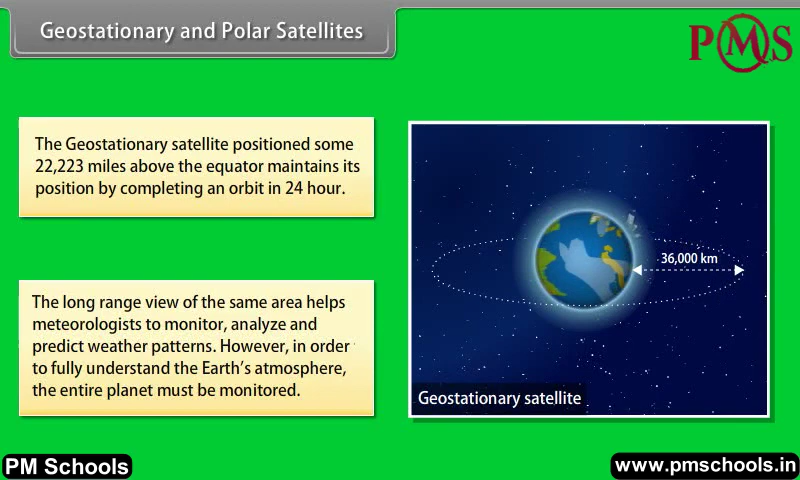 Geostationary and Polar Satellites
PMS
The Geostationary satellite positioned some
22,223 miles above the equator maintains its
position by completing an orbit in 24 hour.
36,000 km
The long range view of the same area helps
meteorologists to monitor, analyze and
predict weather patterns. However, in order
to fully understand the Earth's atmosphere,
the entire planet must be monitored.
Geostationary satellite
PM Schools
www.pmschools.in